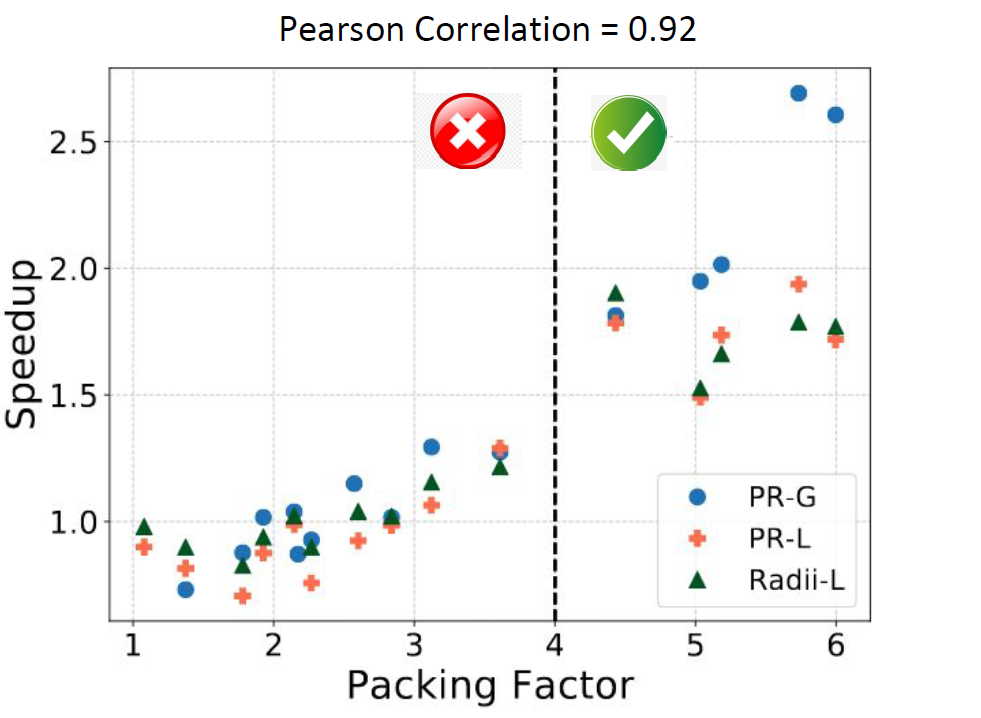 Pearson Correlation = 0.92
Speedup
2.5
2.0
1.5
1.0
PR-G
PR-L
Radii-L
1 2 3 4 5 6
Packing Factor